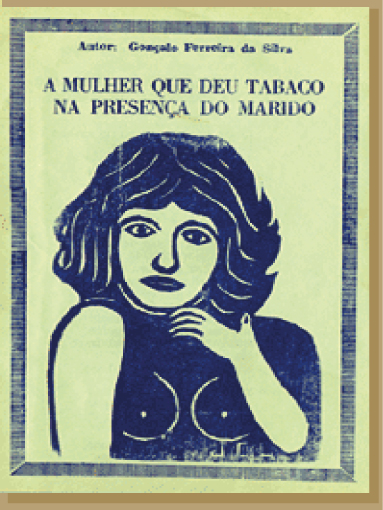 Autor: Gonçalo Ferreira da Silva
A MULHER QUE DEU TABACO
NA PRESENÇA DO MARIDO